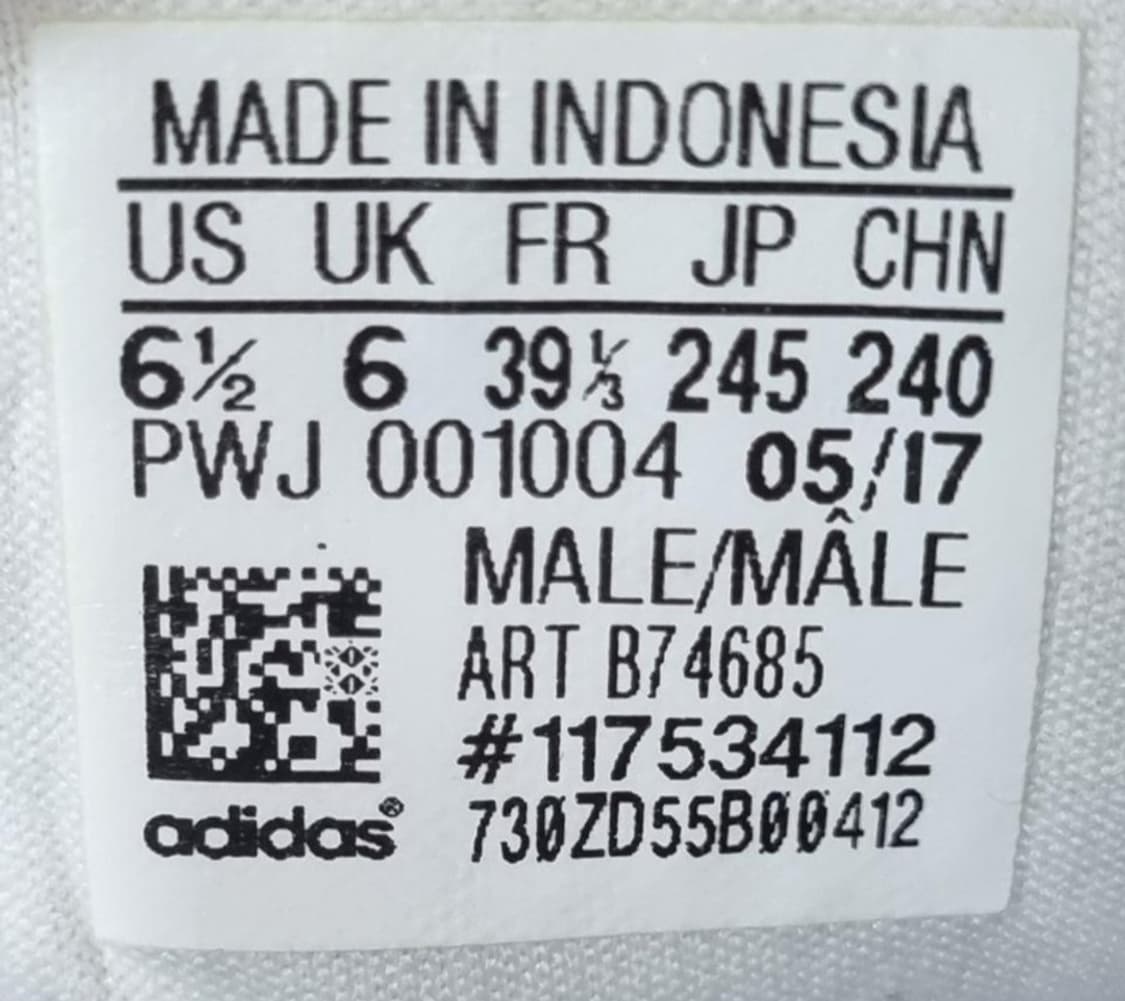 MADE IN INDONESIA
US UK FR JP CHN
6½ 6 39⅓ 245 240
PWJ 001004 05/17
MALE/MÂLE
ART B74685
#117534112
adidas® 730ZD55B00412